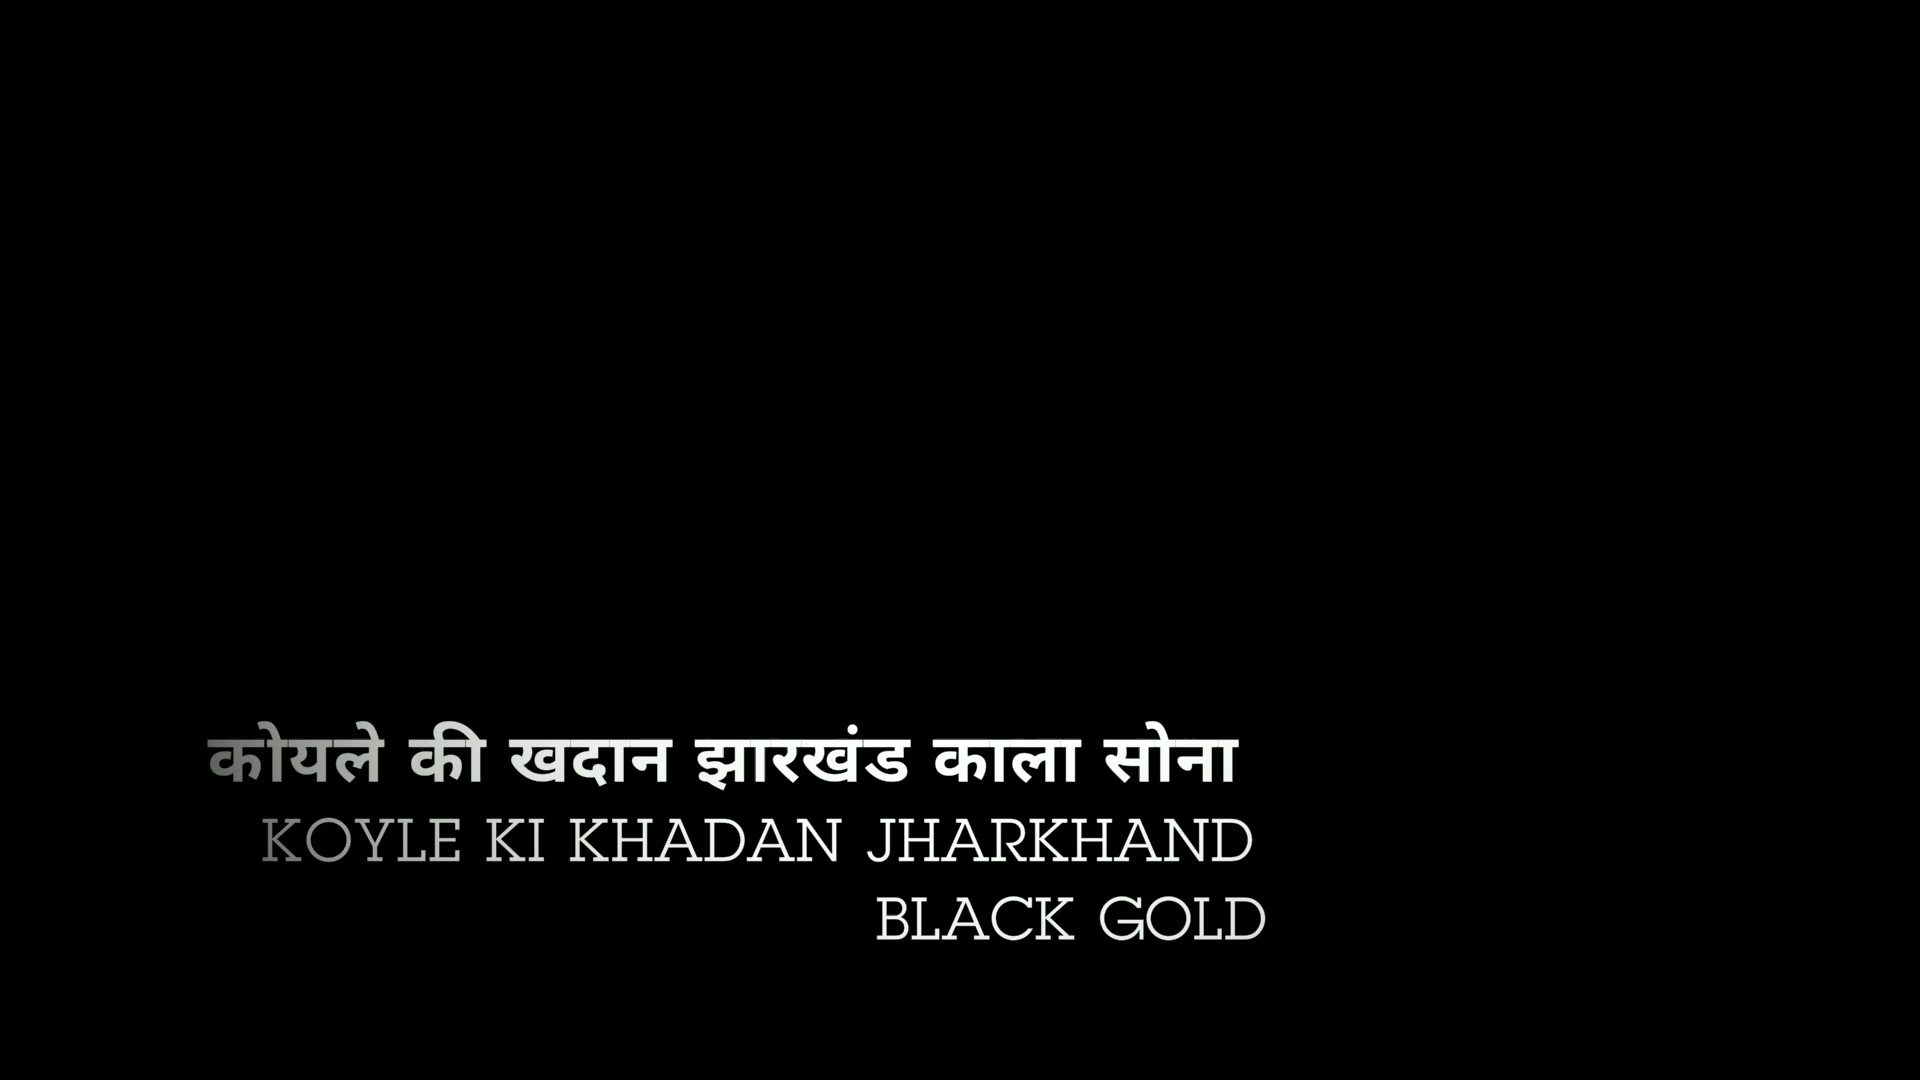 कोयले की खदान झारखंड काला सोना
KOYLE KI KHADAN JHARKHAND
BLACK GOLD